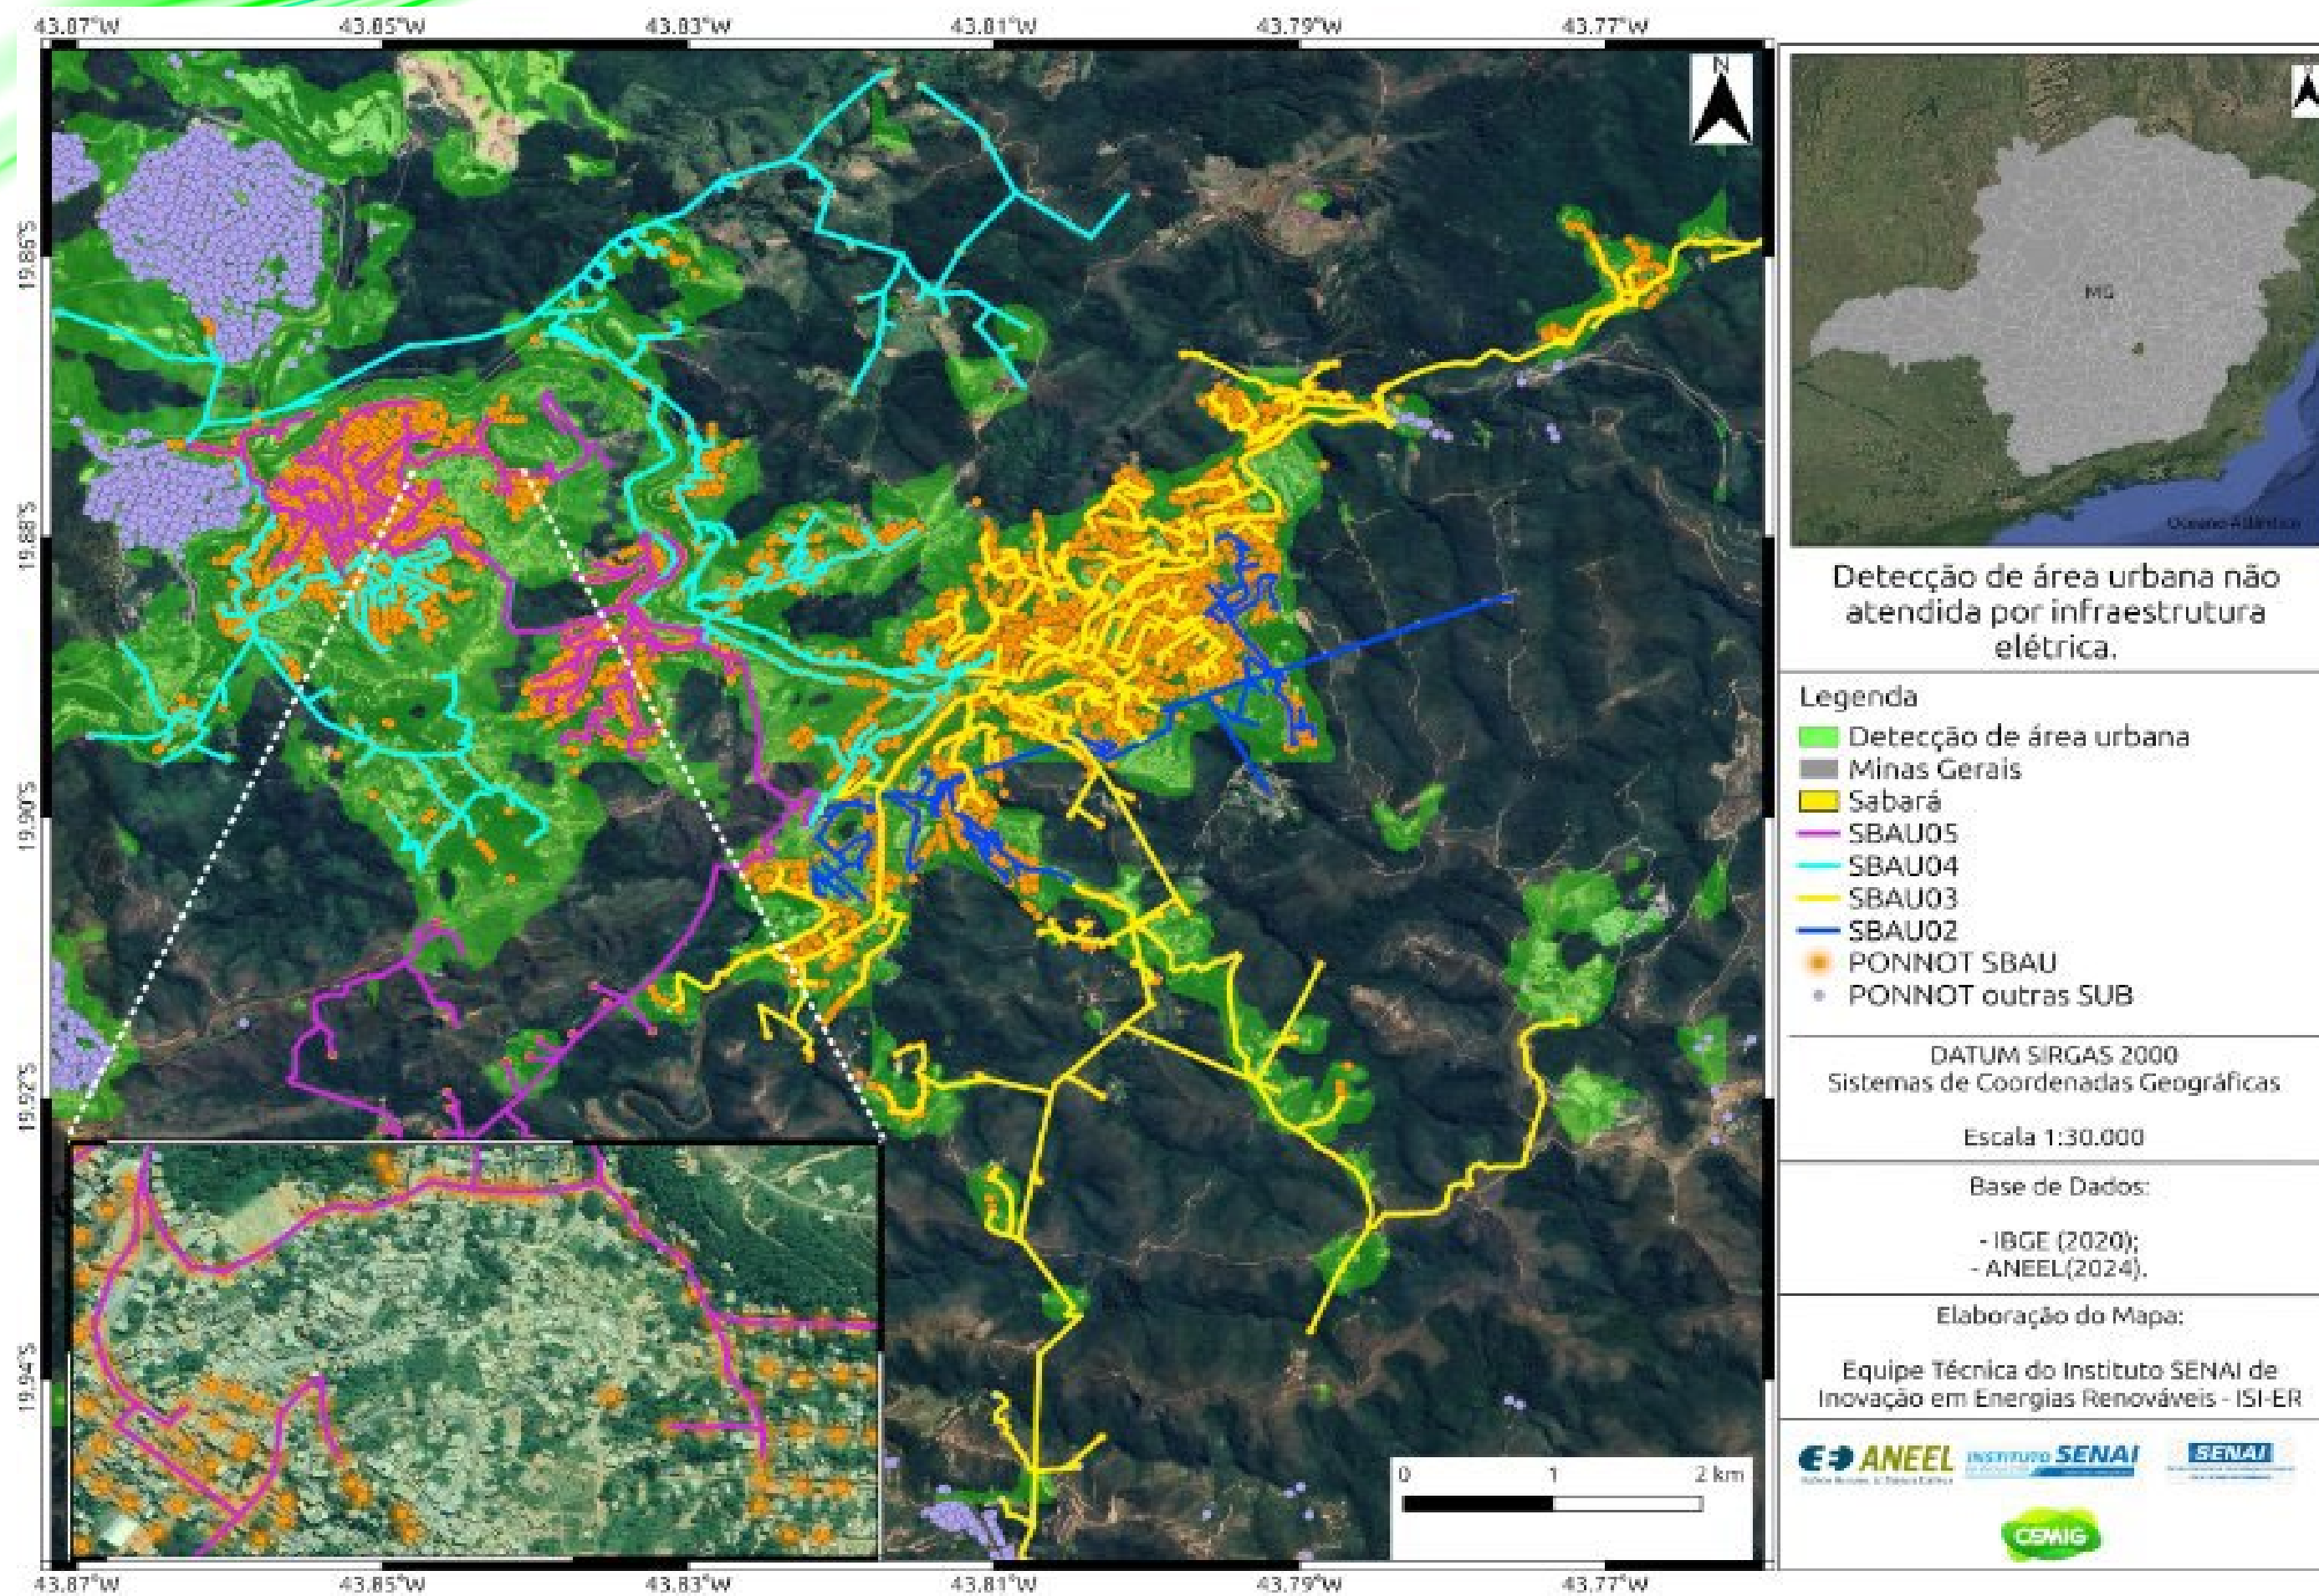 43.87°W 43.85°W 43.83°W 43.81°W 43.79°W 43.77°W
19.86°S
19.88°S
19.90°S
19.92°S
19.94°S
N
0 1 2 km
43.87°W 43.85°W 43.83°W 43.81°W 43.79°W 43.77°W
MG
Oceano Atlântico
Detecção de área urbana não
atendida por infraestrutura
elétrica.
Legenda
Detecção de área urbana
Minas Gerais
Sabará
SBAU05
SBAU04
SBAU03
SBAU02
PONNOT SBAU
PONNOT outras SUB
DATUM SIRGAS 2000
Sistemas de Coordenadas Geográficas
Escala 1:30.000
Base de Dados:
- IBGE (2020);
- ANEEL(2024).
Elaboração do Mapa:
Equipe Técnica do Instituto SENAI de
Inovação em Energias Renováveis - ISI-ER
ANEEL INSTITUTO SENAI SENAI
CEMIG